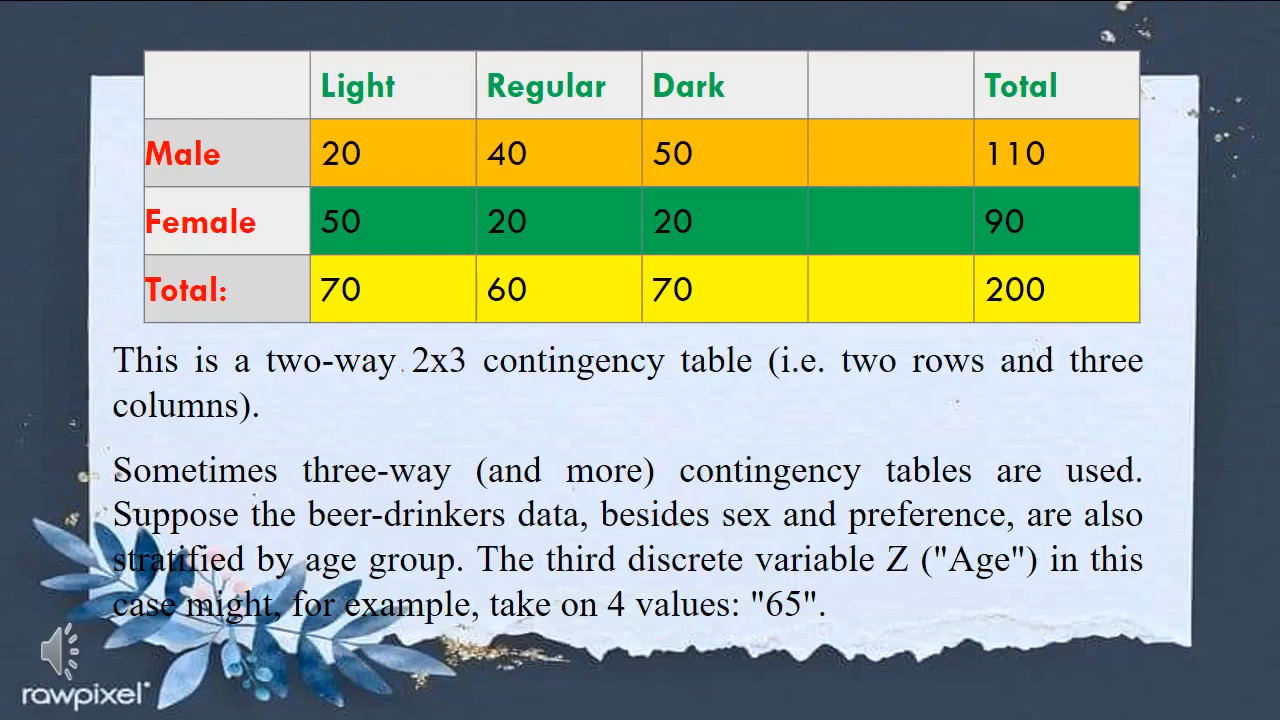 Light Regular Dark Total
Male 20 40 50 110
Female 50 20 20 90
Total: 70 60 70 200
This is a two-way 2x3 contingency table (i.e. two rows and three
columns).
Sometimes three-way (and more) contingency tables are used.
Suppose the beer-drinkers data, besides sex and preference, are also
stratified by age group. The third discrete variable Z ("Age") in this
case might, for example, take on 4 values: "65".
rawpixel